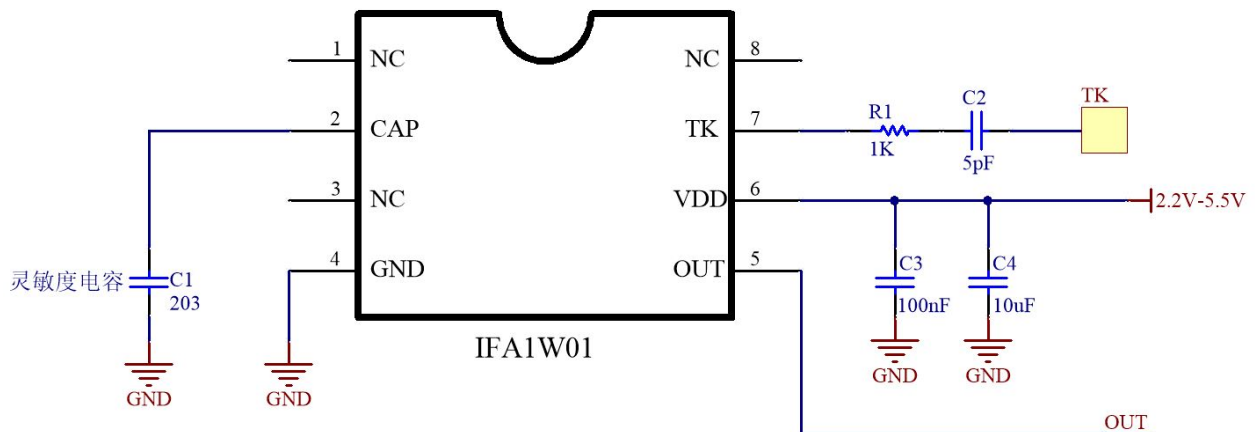 1 NC NC 8
2 CAP TK 7 R1 1K C2 5pF TK
3 NC VDD 6 2.2V-5.5V
4 GND OUT 5
灵敏度电容 C1
203
C3
100nF
C4
10uF
IFA1W01
GND
GND
GND
GND
OUT